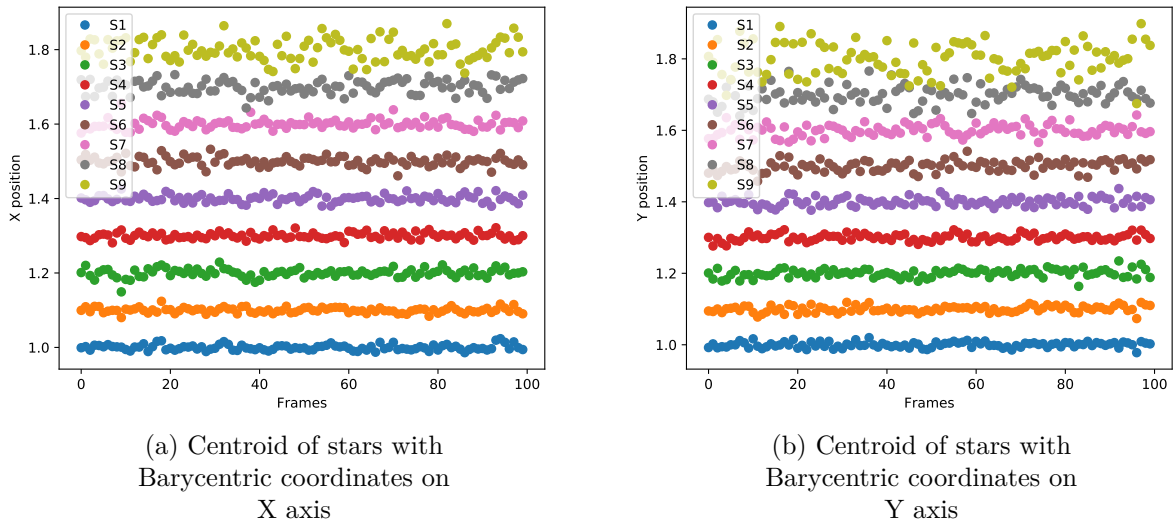 S1
S2
S3
S4
S5
S6
S7
S8
S9
1.8
1.6
1.4
1.2
1.0
X position
0 20 40 60 80 100
Frames
(a) Centroid of stars with
Barycentric coordinates on
X axis
S1
S2
S3
S4
S5
S6
S7
S8
S9
1.8
1.6
1.4
1.2
1.0
Y position
0 20 40 60 80 100
Frames
(b) Centroid of stars with
Barycentric coordinates on
Y axis